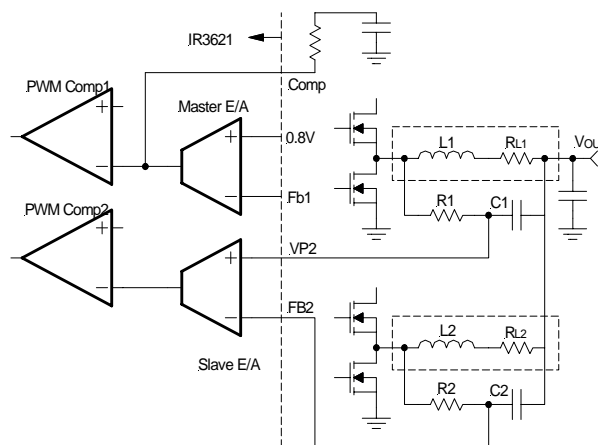 IR3621
Comp
PWM Comp1
Master E/A
+
−
+
−
0.8V
Fb1
L1
RL1
VOU
R1
C1
PWM Comp2
+
−
+
−
VP2
FB2
Slave E/A
L2
RL2
R2
C2